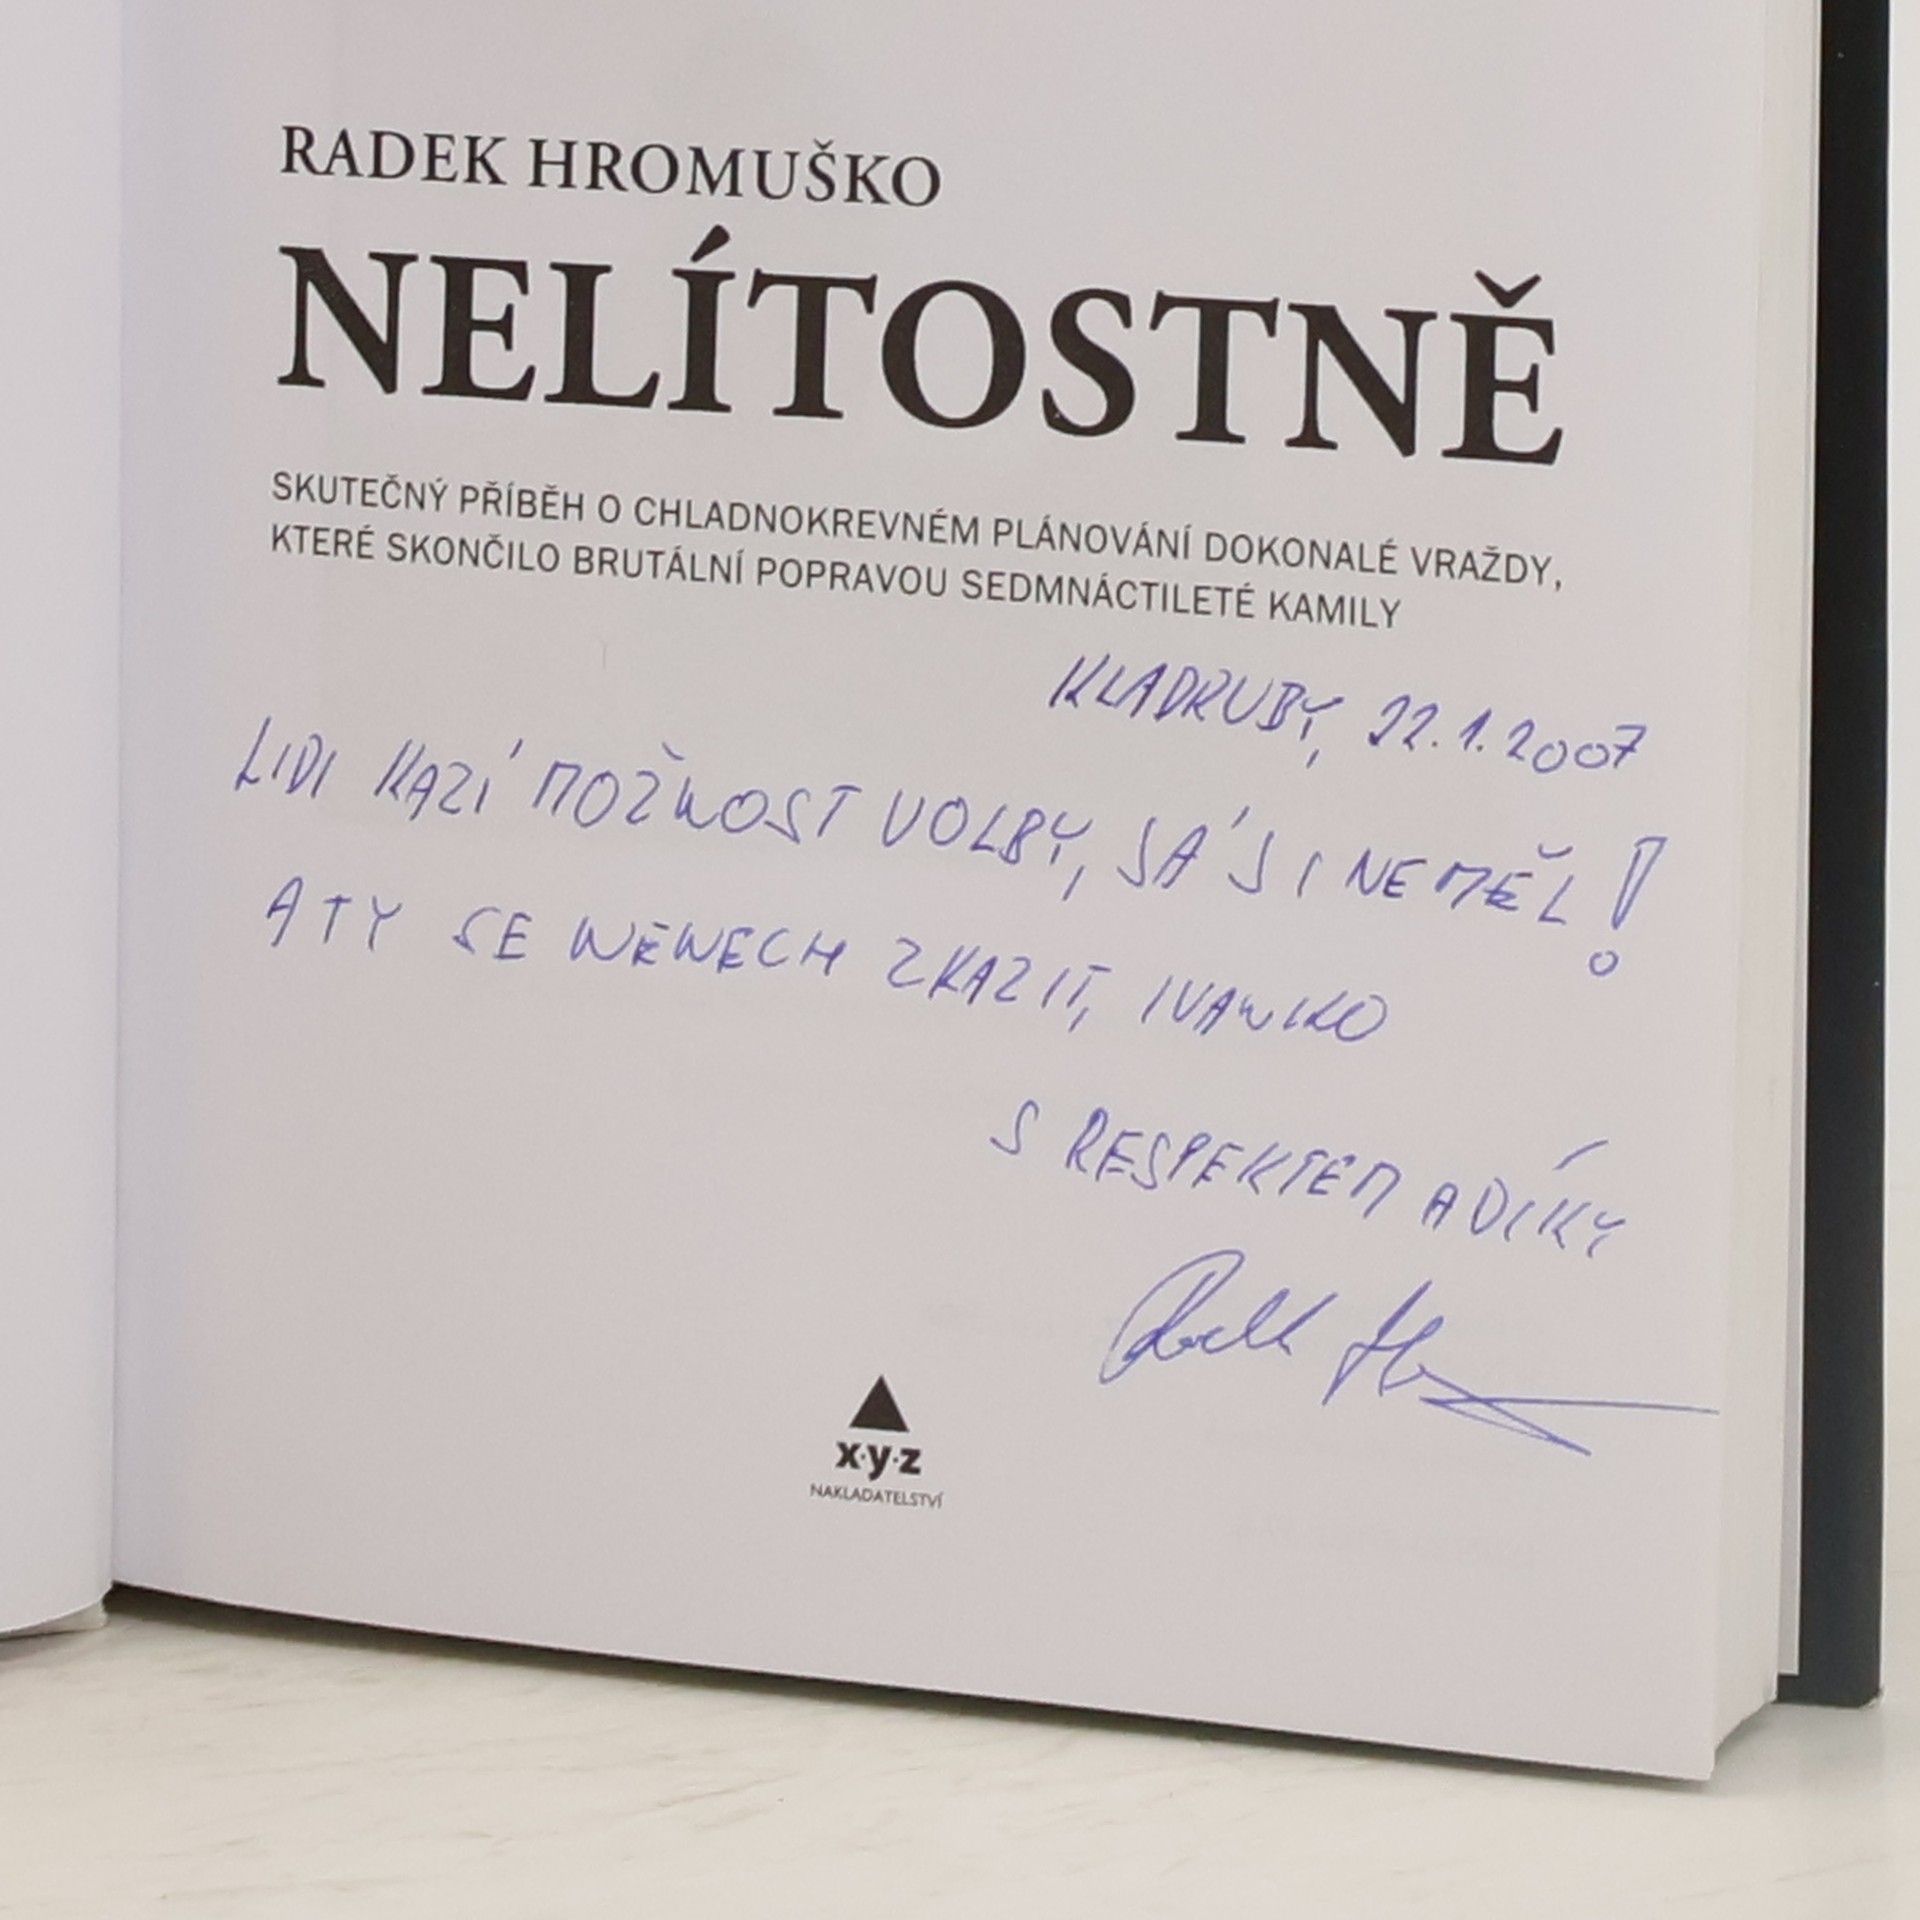 RADEK HROMUŠKO
NELÍTOSTNĚ
SKUTEČNÝ PŘÍBĚH O CHLADNOKREVNÉM PLÁNOVÁNÍ DOKONALÉ VRAŽDY,
KTERÉ SKONČILO BRUTÁLNÍ POPRAVOU SEDMNÁCTILETÉ KAMILY
KLADRUBY, 22.1.2007
LIDI KAZÍ MOŽNOST VOLBY, JÁ JI NEMĚL!
A TY SE NENECH ZKAZIT, IVANKO
S RESPEKTEM A DÍKY
x·y·z
NAKLADATELSTVÍ